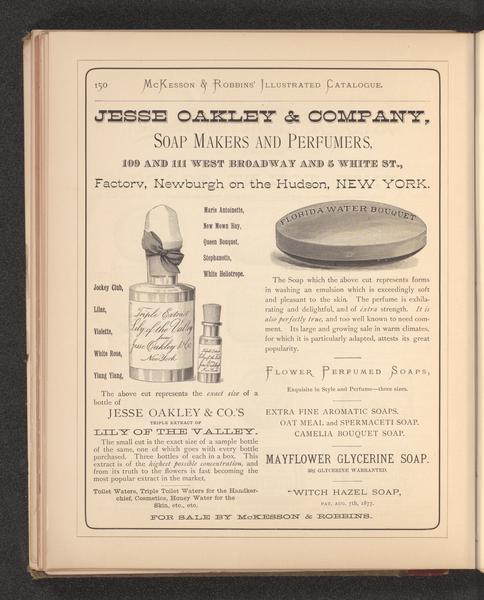 150
McKesson & Robbins' Illustrated Catalogue.
JESSE OAKLEY & COMPANY,
SOAP MAKERS AND PERFUMERS,
109 AND 111 WEST BROADWAY AND 5 WHITE ST.,
Factory, Newburgh on the Hudson, NEW YORK.
Marie Antoinette,
New Mown Hay,
Queen Bouquet,
Stephanotis,
White Heliotrope.
Jockey Club,
Lilac,
Violette,
White Rose,
Ylang Ylang,
Triple Extract
Lily of the Valley
from
Jesse Oakley & Co.
New York
The above cut represents the exact size of a
bottle of
JESSE OAKLEY & CO.'S
TRIPLE EXTRACT OF
LILY OF THE VALLEY.
The small cut is the exact size of a sample bottle
of the same, one of which goes with every bottle
purchased. Three bottles of each in a box. This
extract is of the highest possible concentration, and
from its truth to the flowers is fast becoming the
most popular extract in the market.
Toilet Waters, Triple Toilet Waters for the Handker-
chief, Cosmetics, Honey Water for the
Skin, etc., etc.
FLORIDA WATER BOUQUET
The Soap which the above cut represents forms
in washing an emulsion which is exceedingly soft
and pleasant to the skin. The perfume is exhila-
rating and delightful, and of extra strength. It is
also perfectly true, and too well known to need com-
ment. Its large and growing sale in warm climates,
for which it is particularly adapted, attests its great
popularity.
FLOWER PERFUMED SOAPS,
Exquisite in Style and Perfume—three sizes.
EXTRA FINE AROMATIC SOAPS.
OAT MEAL and SPERMACETI SOAP.
CAMELIA BOUQUET SOAP.
MAYFLOWER GLYCERINE SOAP.
20% GLYCERINE WARRANTED.
WITCH HAZEL SOAP,
PAT. AUG. 7th, 1877.
FOR SALE BY McKESSON & ROBBINS.